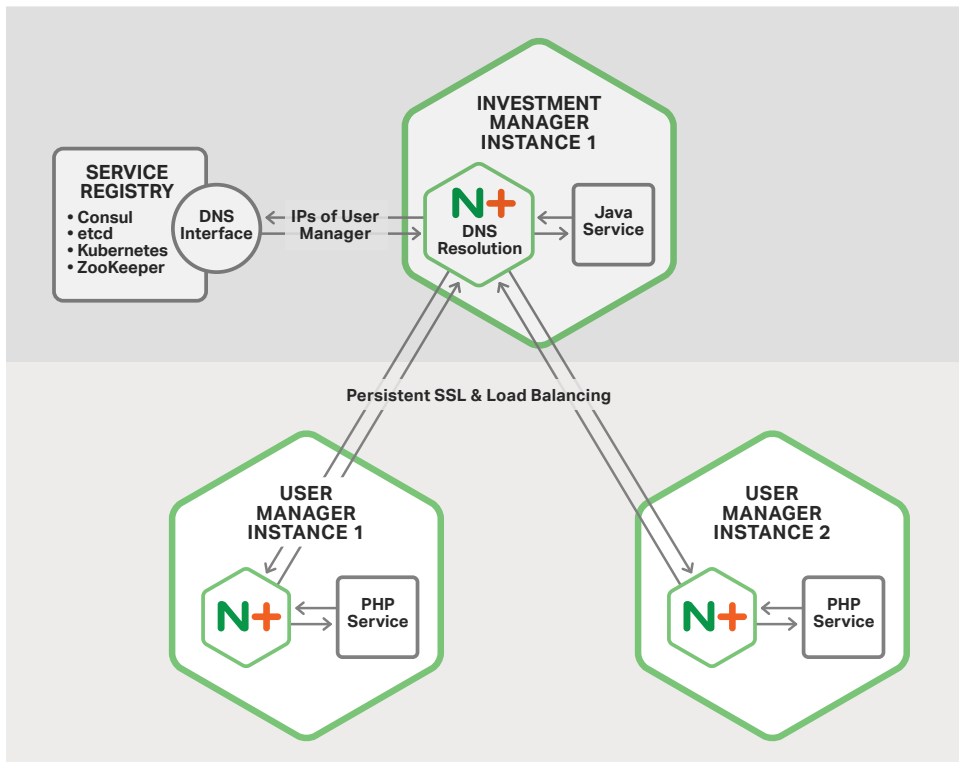 INVESTMENT
MANAGER
INSTANCE 1
SERVICE
REGISTRY
• Consul
• etcd
• Kubernetes
• ZooKeeper
DNS
Interface
IPs of User
Manager
N+
DNS
Resolution
Java
Service
Persistent SSL & Load Balancing
USER
MANAGER
INSTANCE 1
N+
PHP
Service
USER
MANAGER
INSTANCE 2
N+
PHP
Service